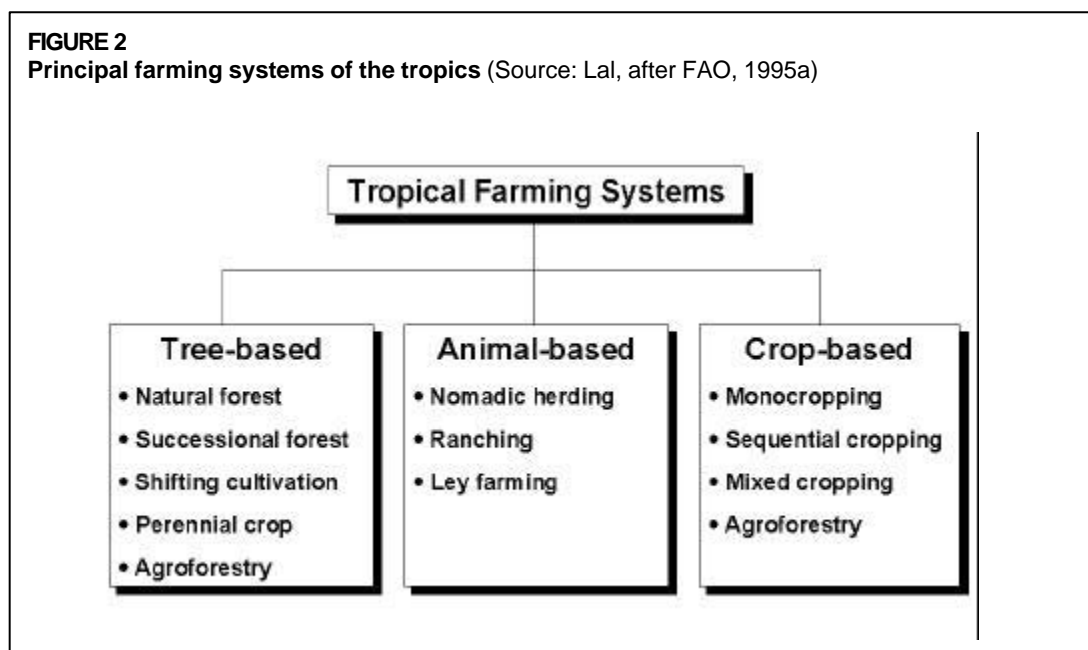 FIGURE 2
Principal farming systems of the tropics (Source: Lal, after FAO, 1995a)
Tropical Farming Systems
Tree-based
• Natural forest
• Successional forest
• Shifting cultivation
• Perennial crop
• Agroforestry
Animal-based
• Nomadic herding
• Ranching
• Ley farming
Crop-based
• Monocropping
• Sequential cropping
• Mixed cropping
• Agroforestry